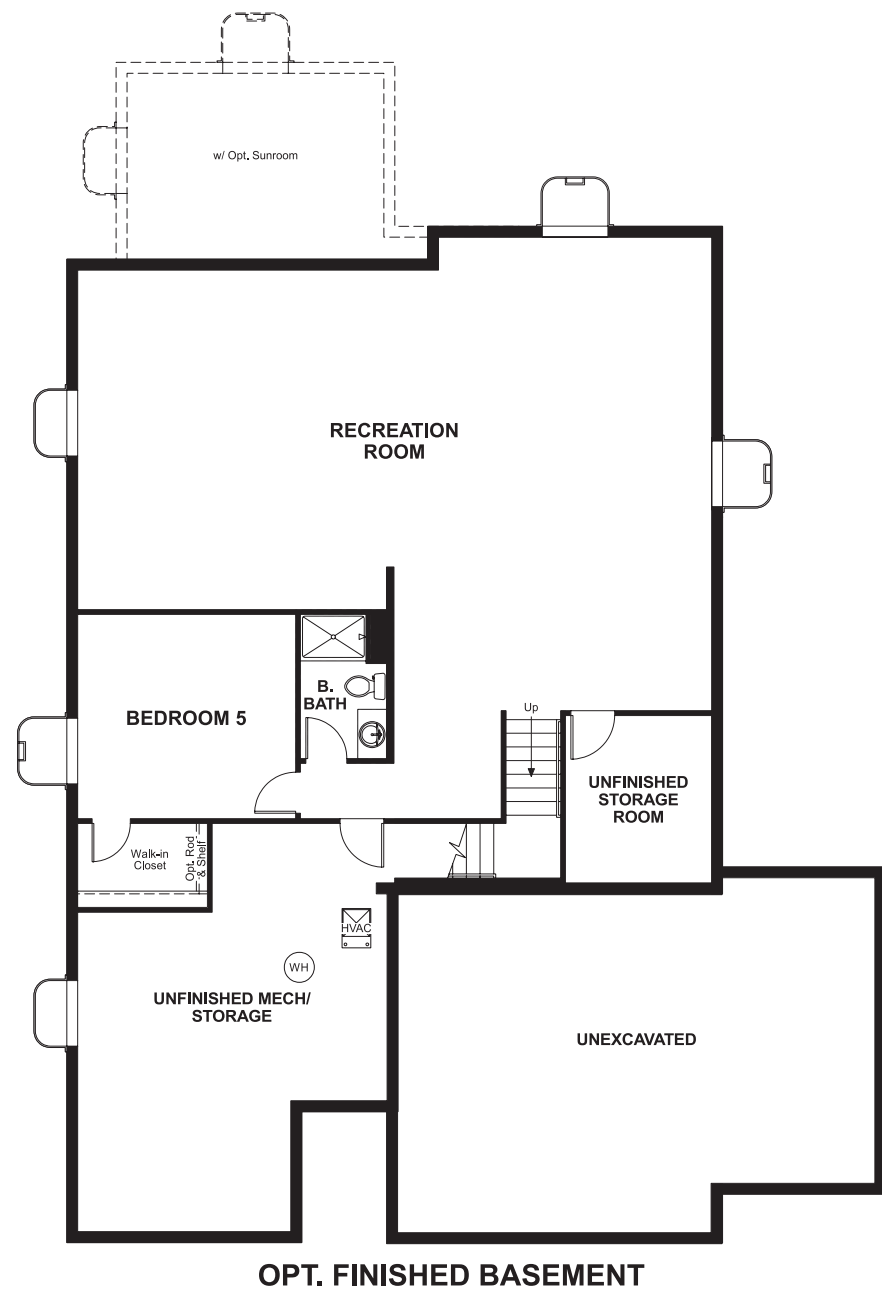 w/ Opt. Sunroom
RECREATION
ROOM
B.
BATH
BEDROOM 5
Up
UNFINISHED
STORAGE
ROOM
Walk-in
Closet
Opt. Rod
& Shelf
HVAC
WH
UNFINISHED MECH/
STORAGE
UNEXCAVATED
OPT. FINISHED BASEMENT